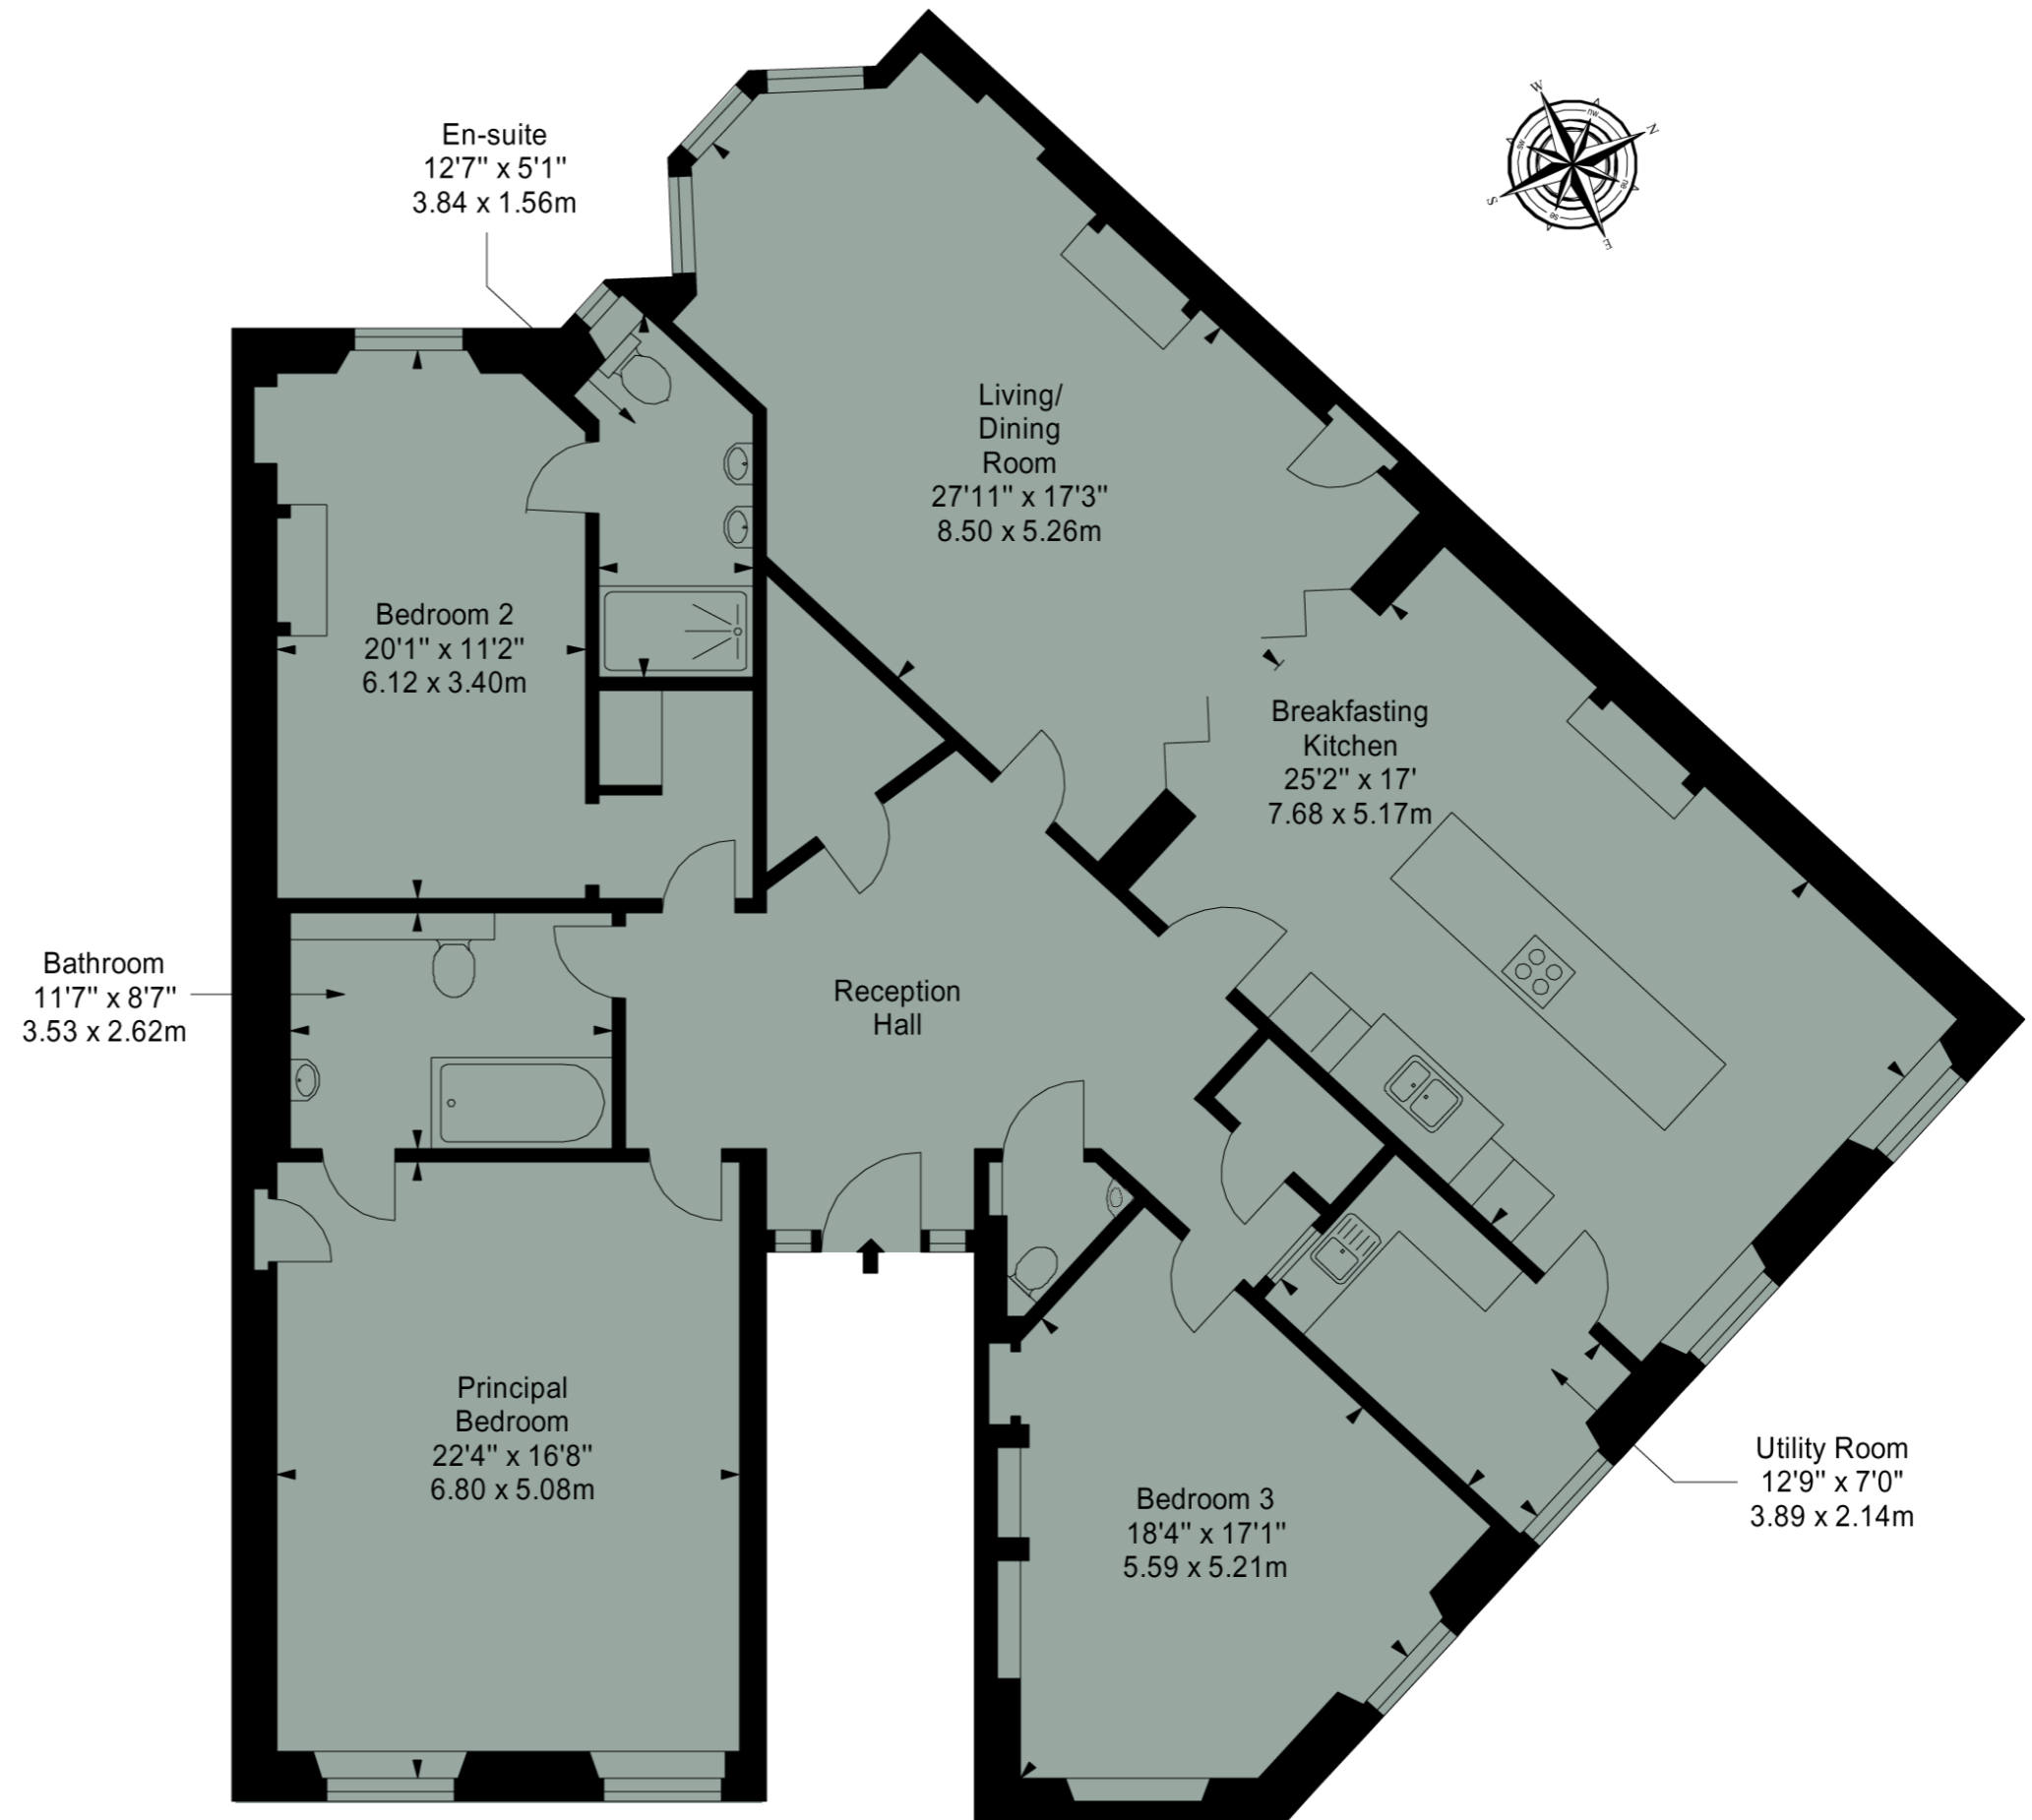 En-suite
12'7" x 5'1"
3.84 x 1.56m
W
N
S
E
nw
sw
ne
se
Living/
Dining
Room
27'11" x 17'3"
8.50 x 5.26m
Bedroom 2
20'1" x 11'2"
6.12 x 3.40m
Breakfasting
Kitchen
25'2" x 17'
7.68 x 5.17m
Bathroom
11'7" x 8'7"
3.53 x 2.62m
Reception
Hall
Principal
Bedroom
22'4" x 16'8"
6.80 x 5.08m
Bedroom 3
18'4" x 17'1"
5.59 x 5.21m
Utility Room
12'9" x 7'0"
3.89 x 2.14m